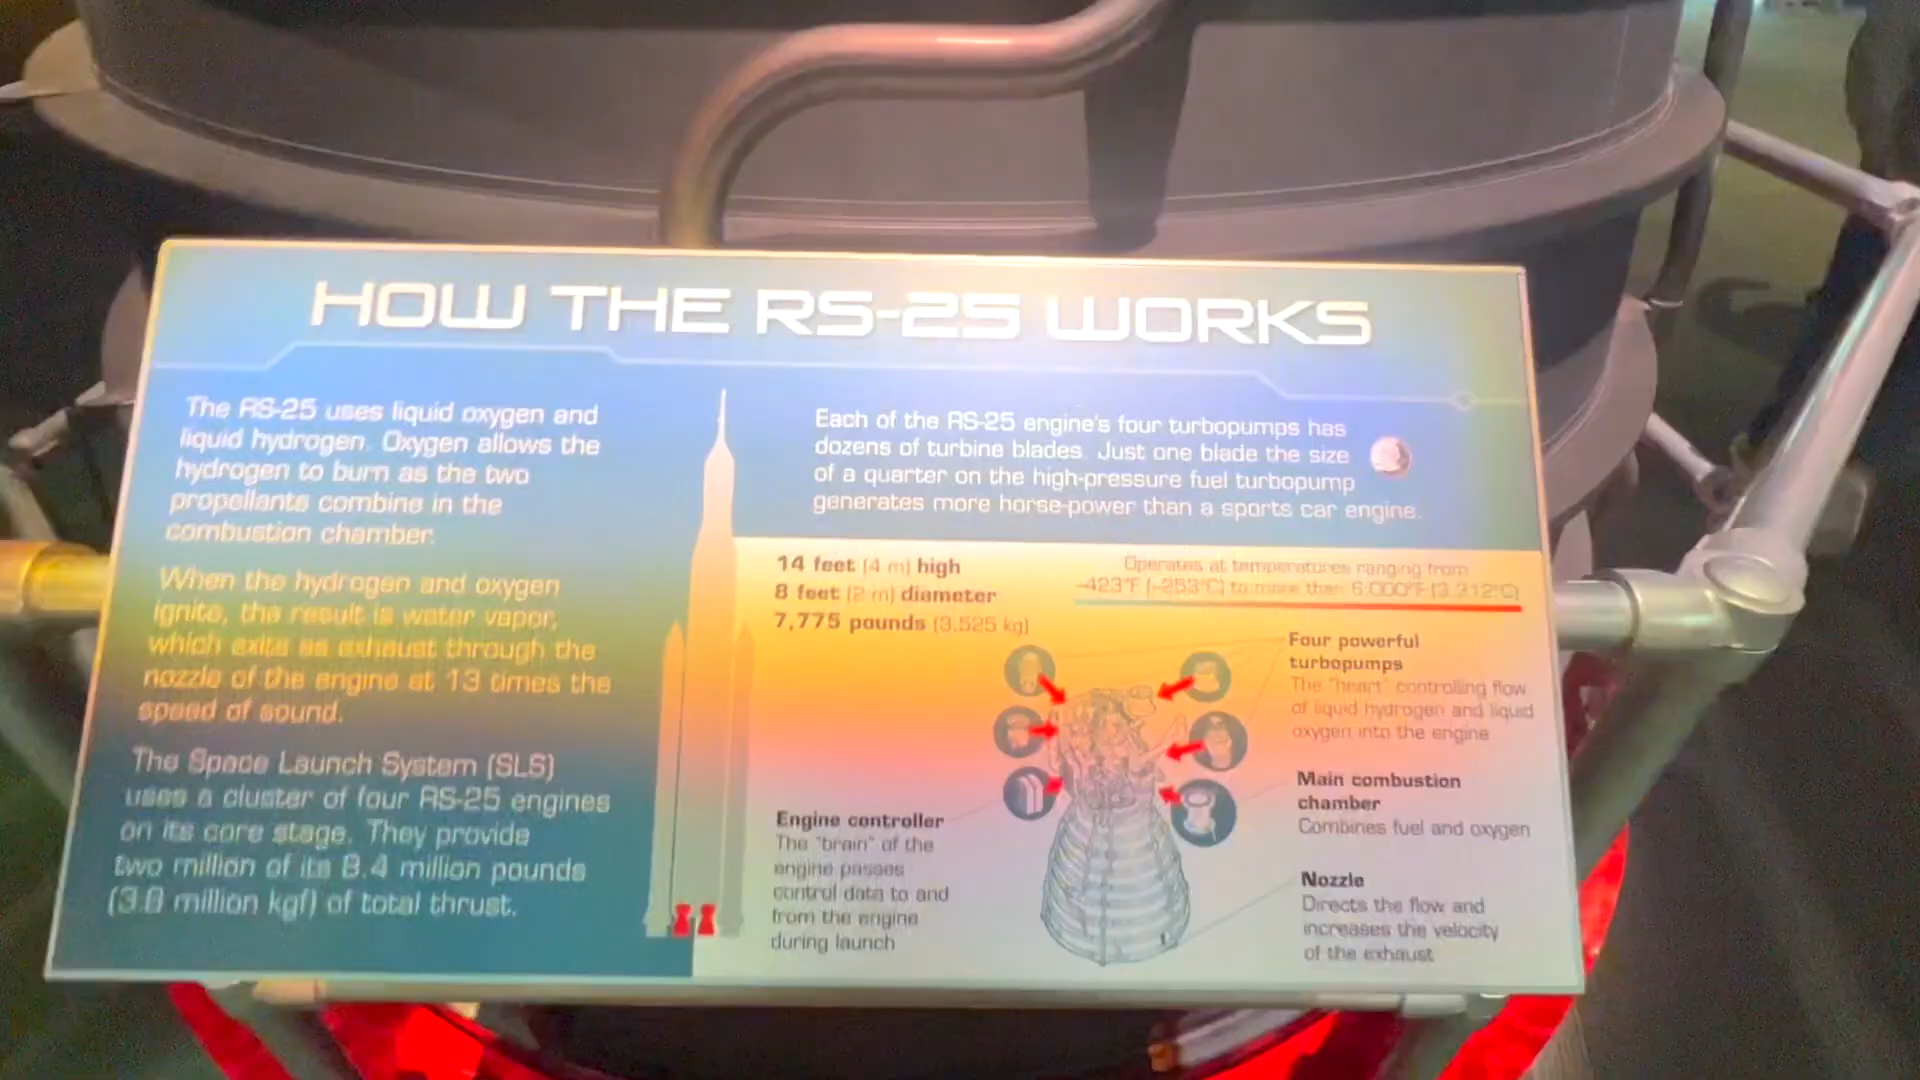 HOW THE RS-25 WORKS
The RS-25 uses liquid oxygen and
liquid hydrogen. Oxygen allows the
hydrogen to burn as the two
propellants combine in the
combustion chamber.
When the hydrogen and oxygen
ignite, the result is water vapor,
which exits as exhaust through the
nozzle of the engine at 13 times the
speed of sound.
The Space Launch System (SLS)
uses a cluster of four RS-25 engines
on its core stage. They provide
two million of its 8.4 million pounds
(3.8 million kgf) of total thrust.
Each of the RS-25 engine's four turbopumps has
dozens of turbine blades. Just one blade the size
of a quarter on the high-pressure fuel turbopump
generates more horse-power than a sports car engine.
14 feet (4 m) high
8 feet (2 m) diameter
7,775 pounds (3,525 kg)
Operates at temperatures ranging from
-423°F (-253°C) to more than 6,000°F (3,312°C)
Engine controller
The "brain" of the
engine passes
control data to and
from the engine
during launch
Four powerful
turbopumps
The "heart" controlling flow
of liquid hydrogen and liquid
oxygen into the engine
Main combustion
chamber
Combines fuel and oxygen
Nozzle
Directs the flow and
increases the velocity
of the exhaust